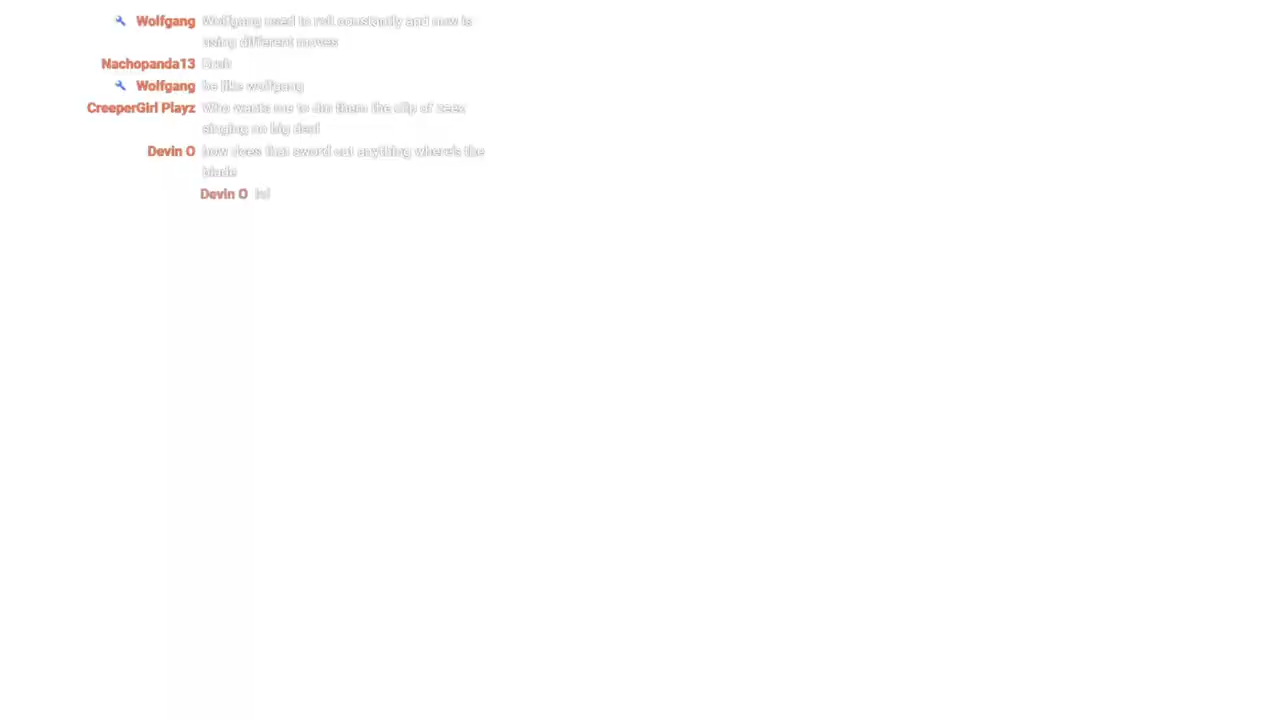 Wolfgang Wolfgang used to roll constantly and now is
using different moves
Nachopanda13 Bruh
Wolfgang be like wolfgang
CreeperGirl Playz Who wants me to dm them the clip of zeec
singing no big deal
Devin O how does that sword cut anything where's the
blade
Devin O lol